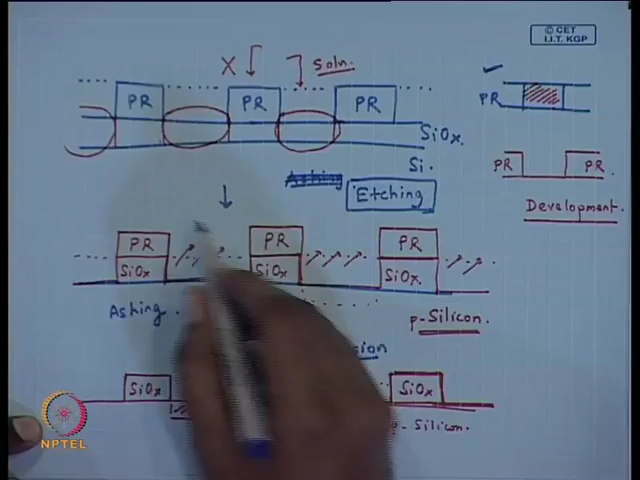 © CET
I.I.T. KGP
X
Soln.
PR
PR
PR
PR
SiOx.
Si.
PR
PR.
Ashing
Etching
Development.
PR
PR
PR
SiOx
SiOx
SiOx.
Ashing.
p-Silicon.
SiOx
SiOx
Silicon.
NPTEL